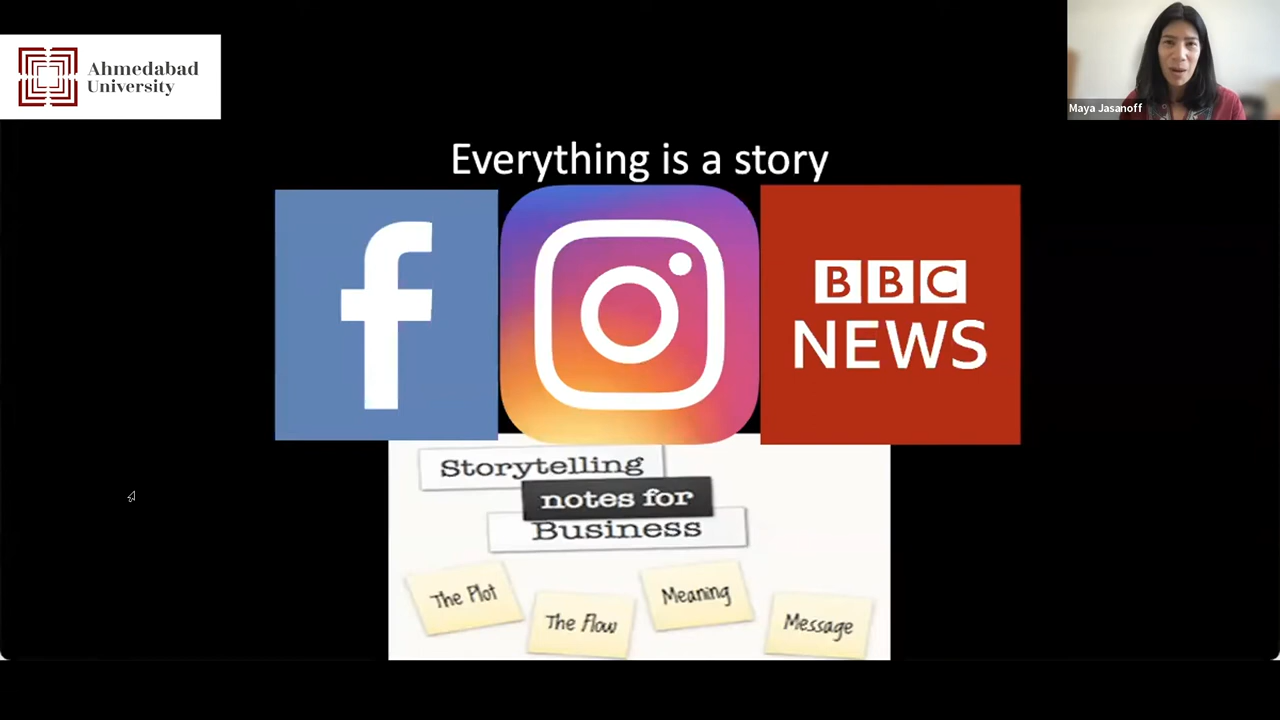 Ahmedabad
University
Maya Jasanoff
Everything is a story
f
BBC
NEWS
Storytelling
notes for
Business
The Plot
The Flow
Meaning
Message